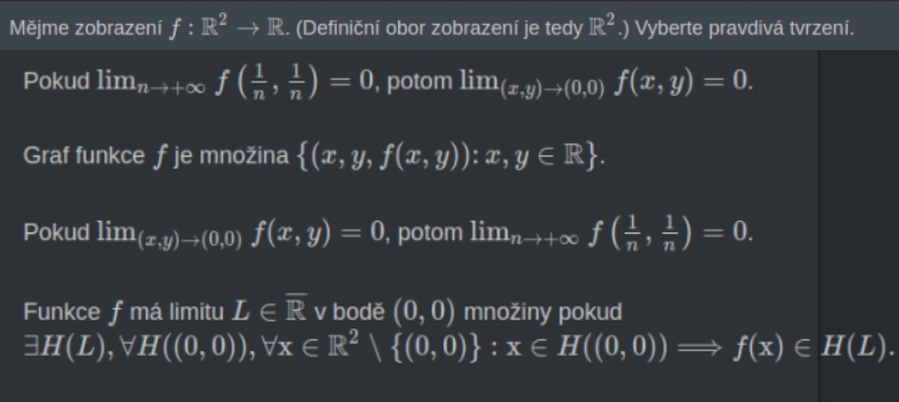 Mějme zobrazení f : ℝ² → ℝ. (Definiční obor zobrazení je tedy ℝ².) Vyberte pravdivá tvrzení.
Pokud lim_{n→+∞} f(1/n, 1/n) = 0, potom lim_{(x,y)→(0,0)} f(x, y) = 0.
Graf funkce f je množina {(x, y, f(x, y)): x, y ∈ ℝ}.
Pokud lim_{(x,y)→(0,0)} f(x, y) = 0, potom lim_{n→+∞} f(1/n, 1/n) = 0.
Funkce f má limitu L ∈ ℝ̅ v bodě (0, 0) množiny pokud
∃H(L), ∀H((0, 0)), ∀x ∈ ℝ² \ {(0, 0)} : x ∈ H((0, 0)) ⟹ f(x) ∈ H(L).